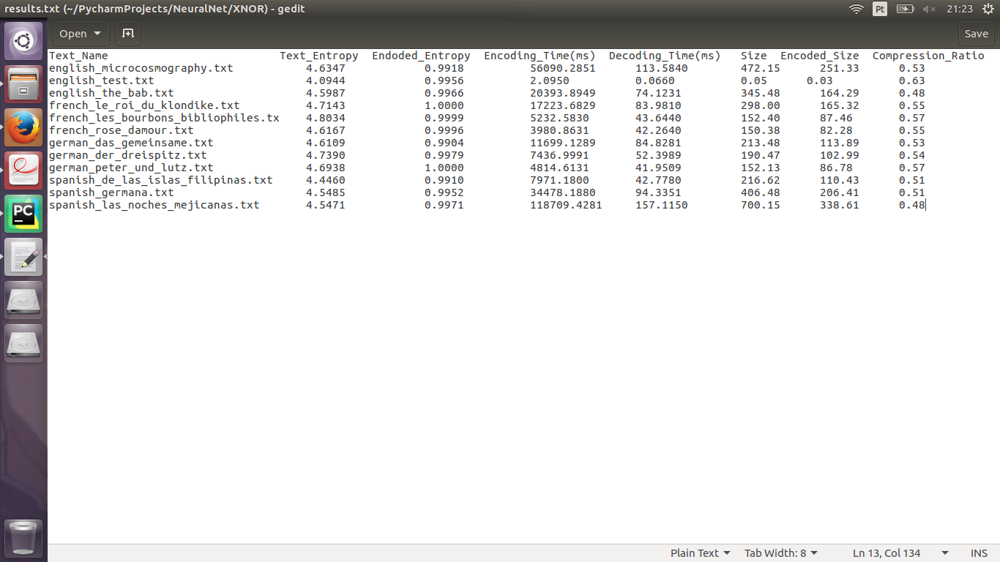 results.txt (~/PycharmProjects/NeuralNet/XNOR) - gedit Pt 21:23
Open Save
Text_Name Text_Entropy Endoded_Entropy Encoding_Time(ms) Decoding_Time(ms) Size Encoded_Size Compression_Ratio
english_microcosmography.txt 4.6347 0.9918 56090.2851 113.5840 472.15 251.33 0.53
english_test.txt 4.0944 0.9956 2.0950 0.0660 0.05 0.03 0.63
english_the_bab.txt 4.5987 0.9966 20393.8949 74.1231 345.48 164.29 0.48
french_le_roi_du_klondike.txt 4.7143 1.0000 17223.6829 83.9810 298.00 165.32 0.55
french_les_bourbons_bibliophiles.tx 4.8034 0.9999 5232.5830 43.6440 152.40 87.46 0.57
french_rose_damour.txt 4.6167 0.9996 3980.8631 42.2640 150.38 82.28 0.55
german_das_gemeinsame.txt 4.6109 0.9904 11699.1289 84.8281 213.48 113.89 0.53
german_der_dreispitz.txt 4.7390 0.9979 7436.9991 52.3989 190.47 102.99 0.54
german_peter_und_lutz.txt 4.6938 1.0000 4814.6131 41.9509 152.13 86.78 0.57
spanish_de_las_islas_filipinas.txt 4.4460 0.9910 7971.1800 42.7780 216.62 110.43 0.51
spanish_germana.txt 4.5485 0.9952 34478.1880 94.3351 406.48 206.41 0.51
spanish_las_noches_mejicanas.txt 4.5471 0.9971 118709.4281 157.1150 700.15 338.61 0.48
PC
Plain Text Tab Width: 8 Ln 13, Col 134 INS